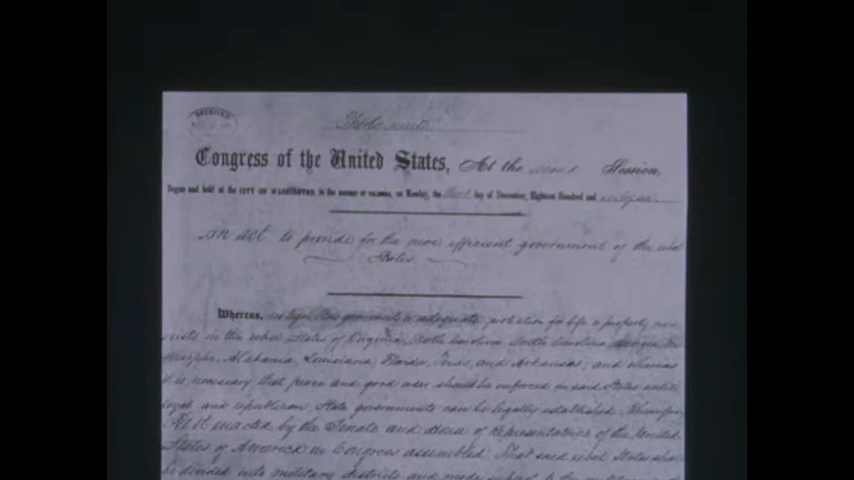 RECEIVED
Thirty-ninth
Congress of the United States, At the second Session,
Begun and held at the CITY OF WASHINGTON, in the DISTRICT OF COLUMBIA, on Monday, the third day of December, Eighteen Hundred and sixty-six.
An act to provide for the more efficient government of the rebel
States.
Whereas, no legal State governments or adequate protection for life or property now
exists in the rebel States of Virginia, North Carolina, South Carolina, Georgia,
Mississippi, Alabama, Louisiana, Florida, Texas, and Arkansas; and whereas
it is necessary that peace and good order should be enforced in said States until
loyal and republican State governments can be legally established: Therefore
Be it enacted by the Senate and House of Representatives of the United
States of America in Congress assembled, That said rebel States shall
be divided into military districts and made subject to the